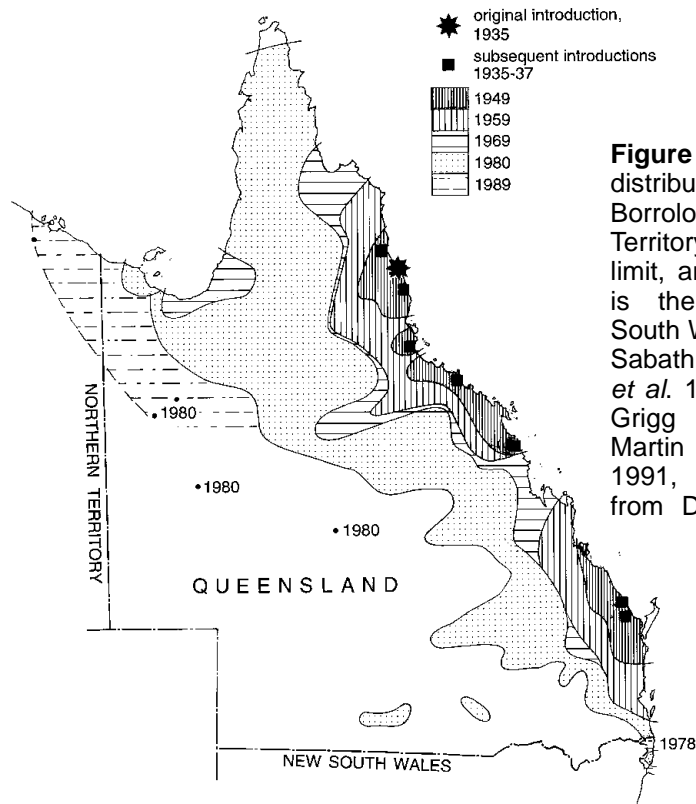 original introduction,
1935
subsequent introductions
1935-37
1949
1959
1969
1980
1989
Figure
distribu
Borrolo
Territory
limit, ar
is the
South W
Sabath
et al. 1
Grigg
Martin
1991,
from D
NORTHERN TERRITORY
1980
1980
1980
QUEENSLAND
1978
NEW SOUTH WALES